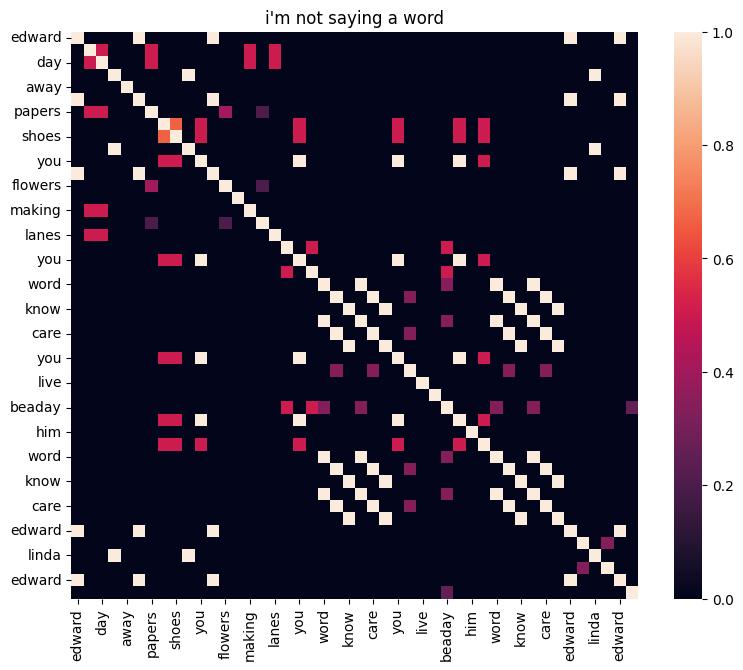 i'm not saying a word
edward
day
away
papers
shoes
you
flowers
making
lanes
you
word
know
care
you
live
beaday
him
word
know
care
edward
linda
edward
edward
day
away
papers
shoes
you
flowers
making
lanes
you
word
know
care
you
live
beaday
him
word
know
care
edward
linda
edward
1.0
0.8
0.6
0.4
0.2
0.0